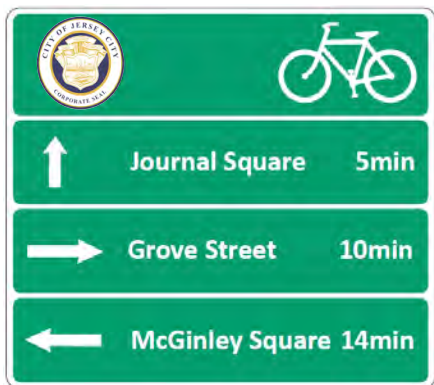 CITY OF JERSEY CITY
CORPORATE SEAL
Journal Square 5min
Grove Street 10min
McGinley Square 14min